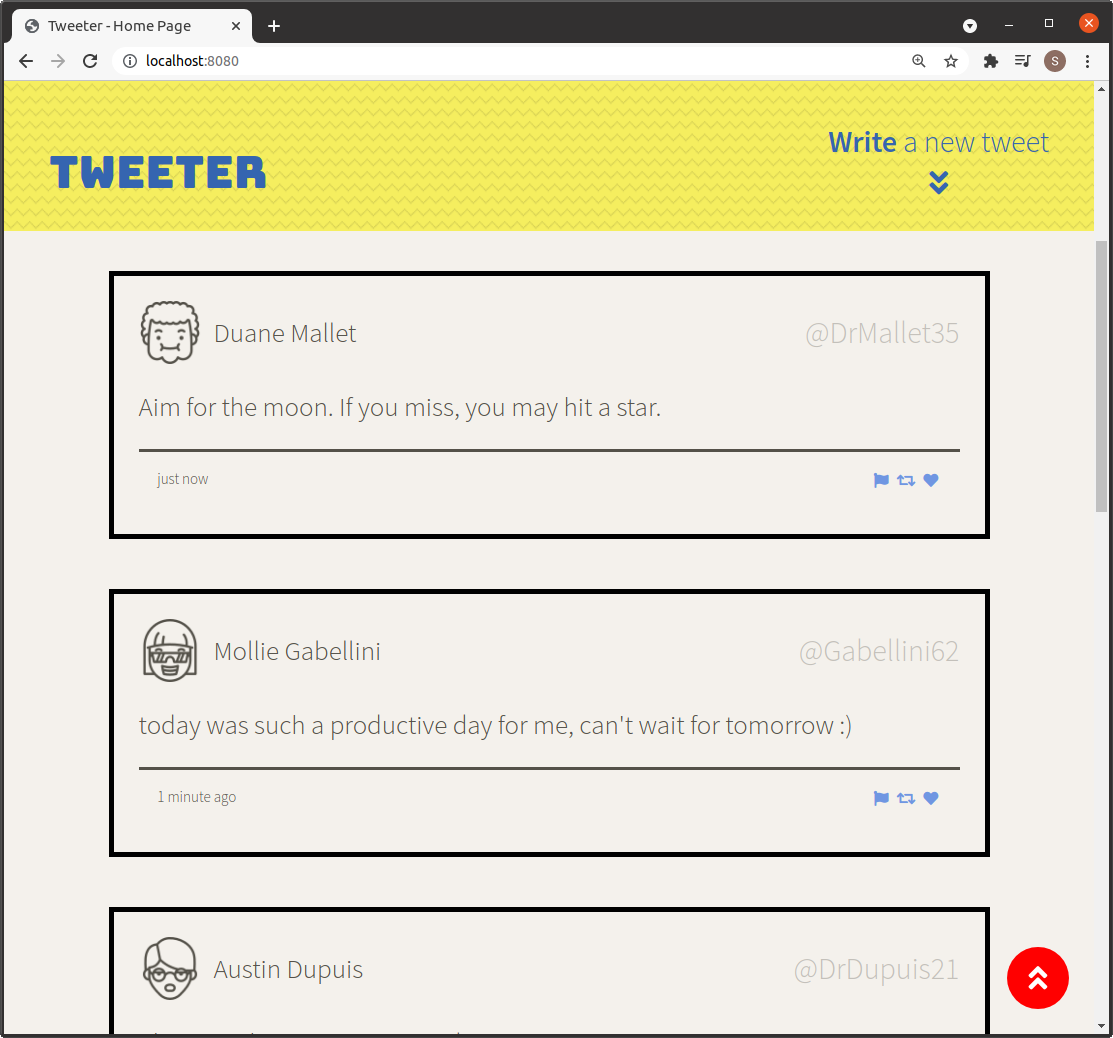 Tweeter - Home Page
localhost:8080
S
Write a new tweet
TWEETER
Duane Mallet @DrMallet35
Aim for the moon. If you miss, you may hit a star.
just now
Mollie Gabellini @Gabellini62
today was such a productive day for me, can't wait for tomorrow :)
1 minute ago
Austin Dupuis @DrDupuis21